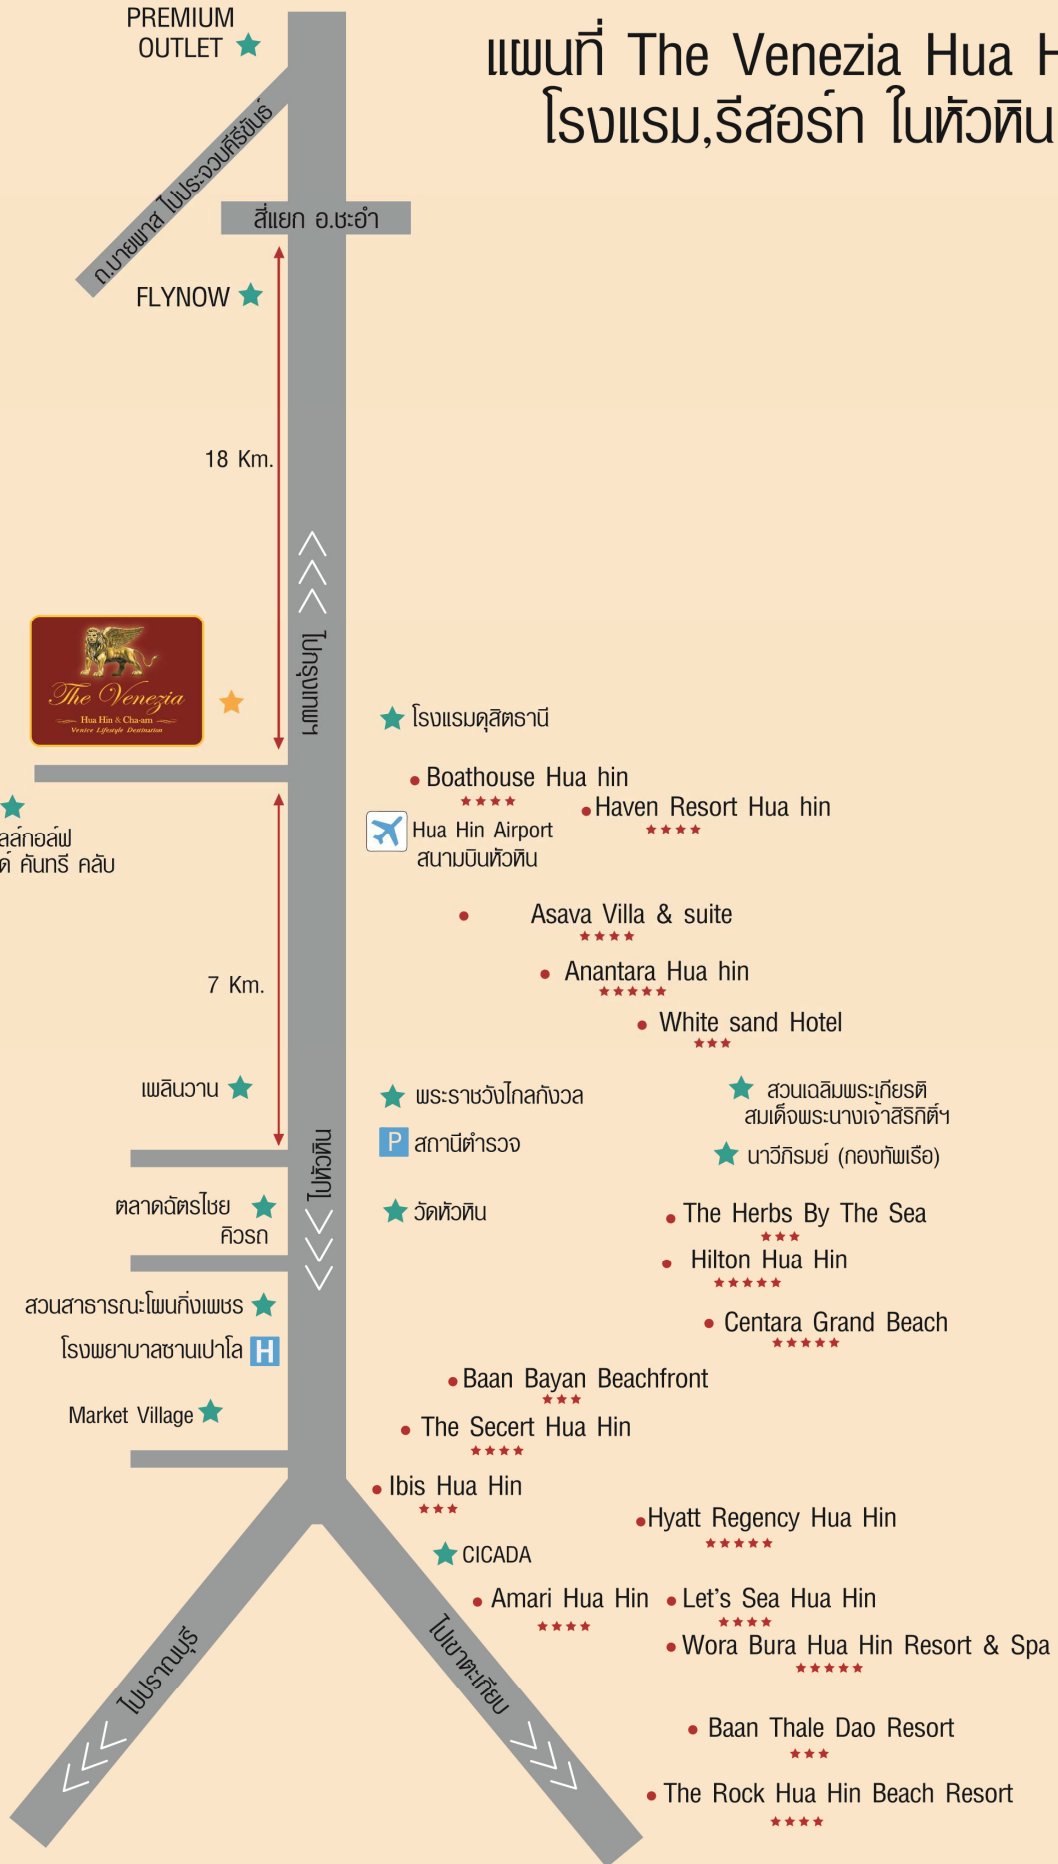 PREMIUM
OUTLET
แผนที่ The Venezia Hua H
โรงแรม,รีสอร์ท ในหัวหิน
ถ.บายพาส ไปประจวบคีรีขันธ์
สี่แยก อ.ชะอำ
FLYNOW
18 Km.
ไปกรุงเทพฯ
The Venezia
Hua Hin & Cha-am
Venice Lifestyle Destination
โรงแรมดุสิตธานี
Boathouse Hua hin
Haven Resort Hua hin
Hua Hin Airport
สนามบินหัวหิน
ลล์กอล์ฟ
ด์ คันทรี คลับ
Asava Villa & suite
Anantara Hua hin
7 Km.
White sand Hotel
เพลินวาน
พระราชวังไกลกังวล
สวนเฉลิมพระเกียรติ
สมเด็จพระนางเจ้าสิริกิติ์ฯ
P สถานีตำรวจ
นาวีภิรมย์ (กองทัพเรือ)
ไปหัวหิน
ตลาดฉัตรไชย
คิวรถ
วัดหัวหิน
The Herbs By The Sea
Hilton Hua Hin
สวนสาธารณะโผนกิ่งเพชร
Centara Grand Beach
โรงพยาบาลซานเปาโล H
Baan Bayan Beachfront
Market Village
The Secert Hua Hin
Ibis Hua Hin
Hyatt Regency Hua Hin
CICADA
Amari Hua Hin
Let's Sea Hua Hin
Wora Bura Hua Hin Resort & Spa
ไปปราณบุรี
ไปเขาตะเกียบ
Baan Thale Dao Resort
The Rock Hua Hin Beach Resort